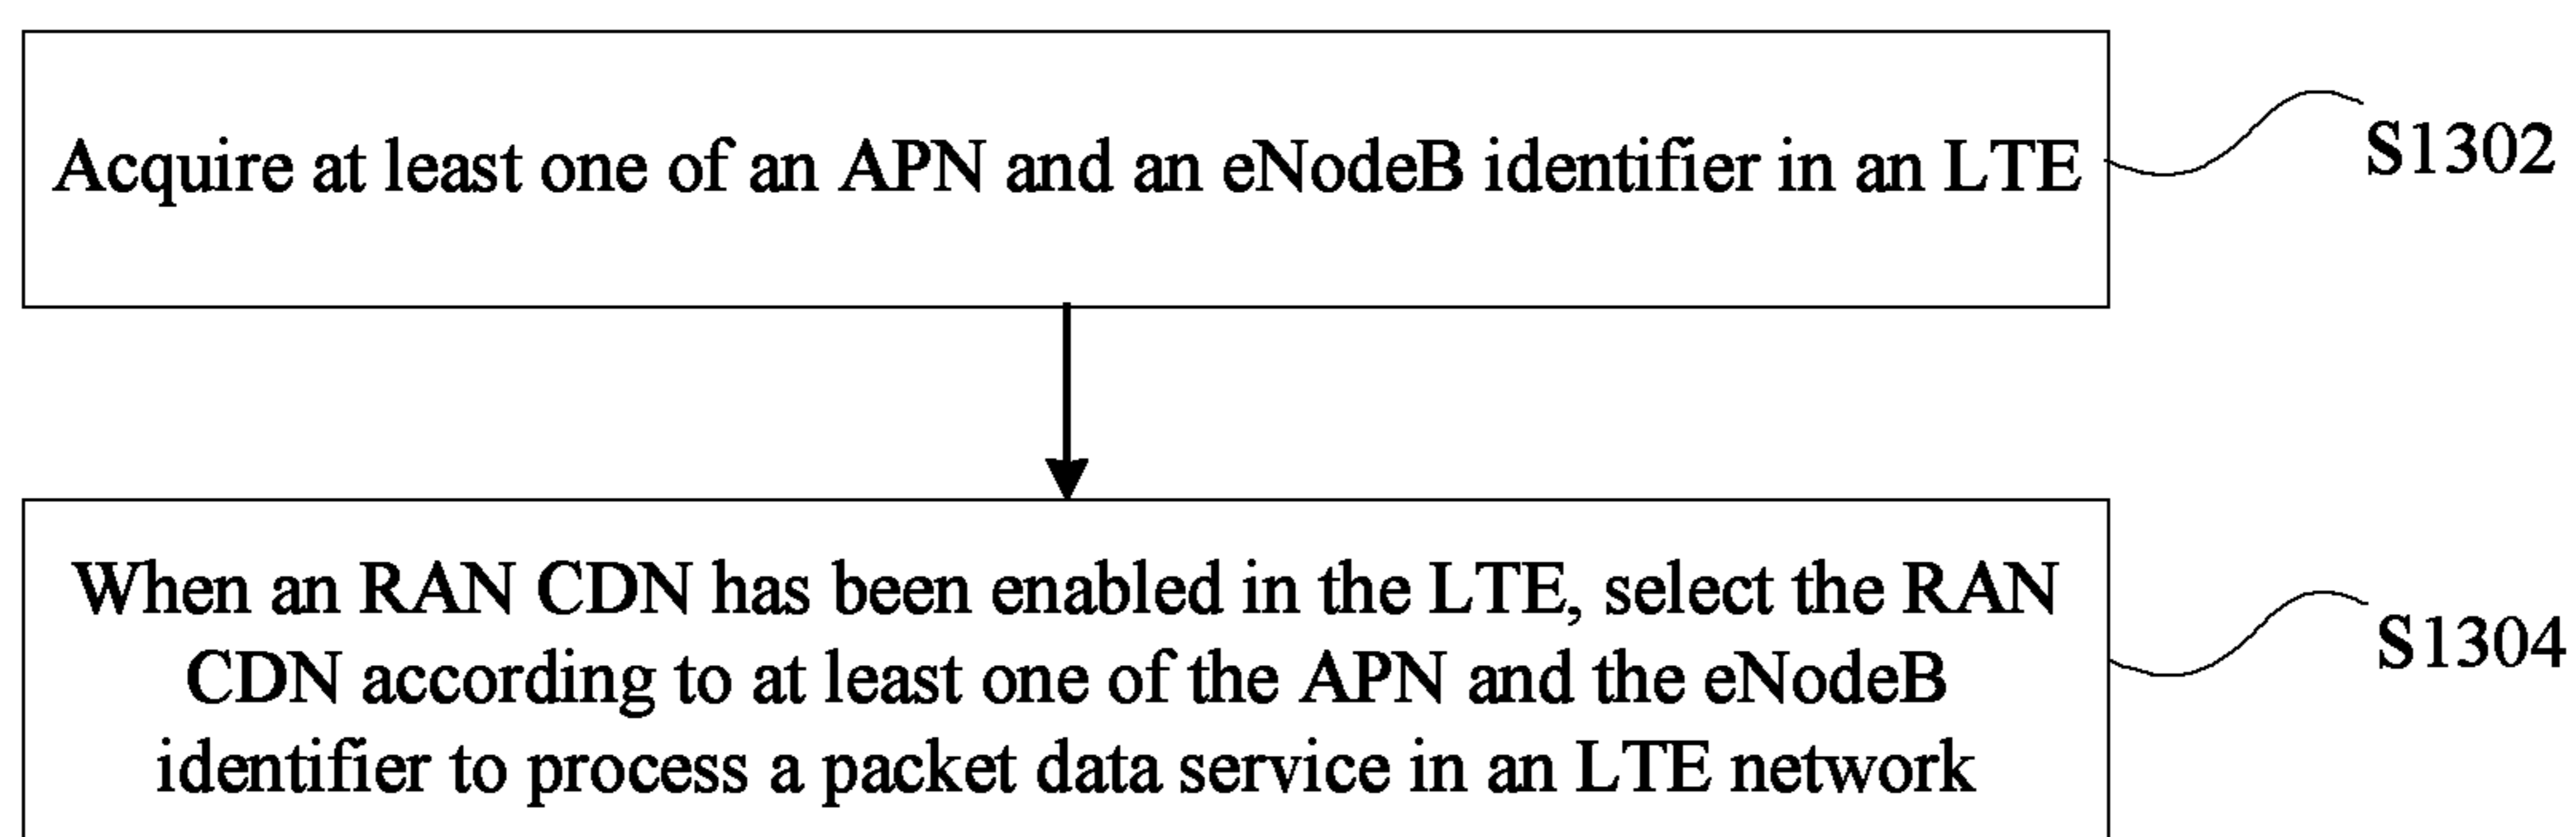 Acquire at least one of an APN and an eNodeB identifier in an LTE
S1302
When an RAN CDN has been enabled in the LTE, select the RAN
CDN according to at least one of the APN and the eNodeB
identifier to process a packet data service in an LTE network
S1304